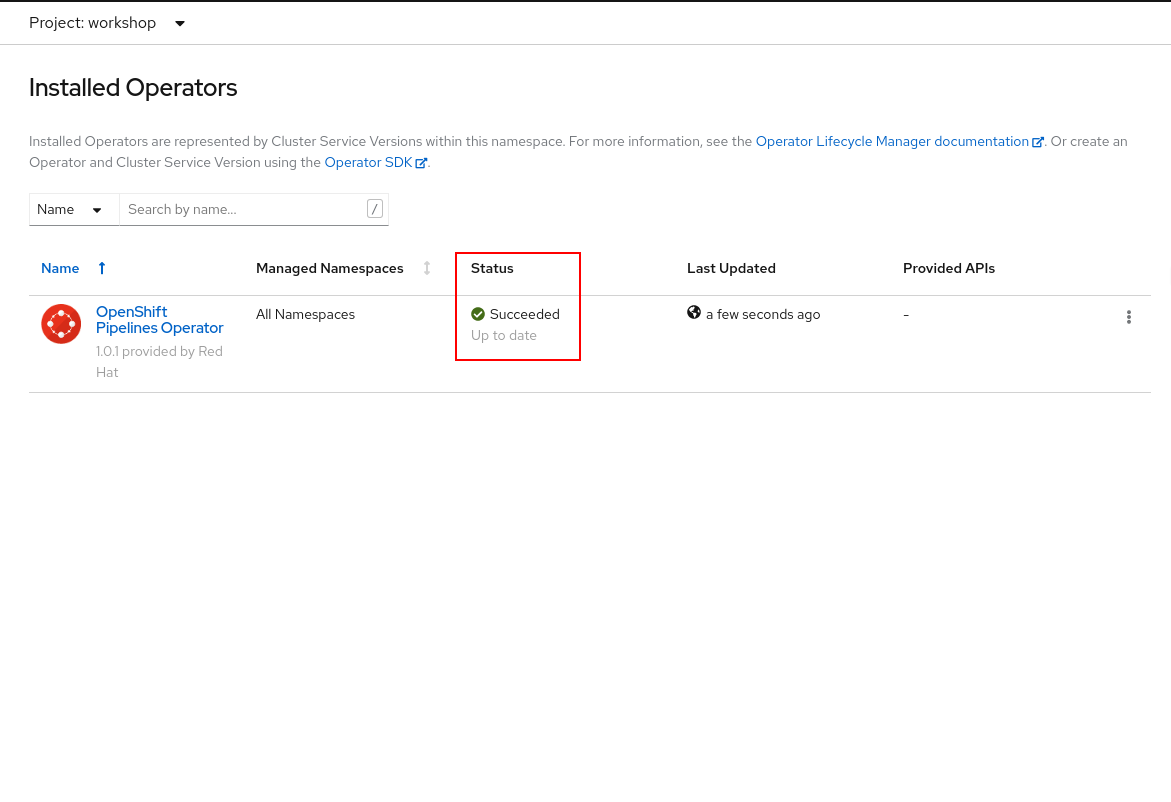 Project: workshop
Installed Operators
Installed Operators are represented by Cluster Service Versions within this namespace. For more information, see the Operator Lifecycle Manager documentation. Or create an
Operator and Cluster Service Version using the Operator SDK.
Name Search by name... /
Name Managed Namespaces Status Last Updated Provided APIs
OpenShift All Namespaces Succeeded a few seconds ago -
Pipelines Operator Up to date
1.0.1 provided by Red
Hat